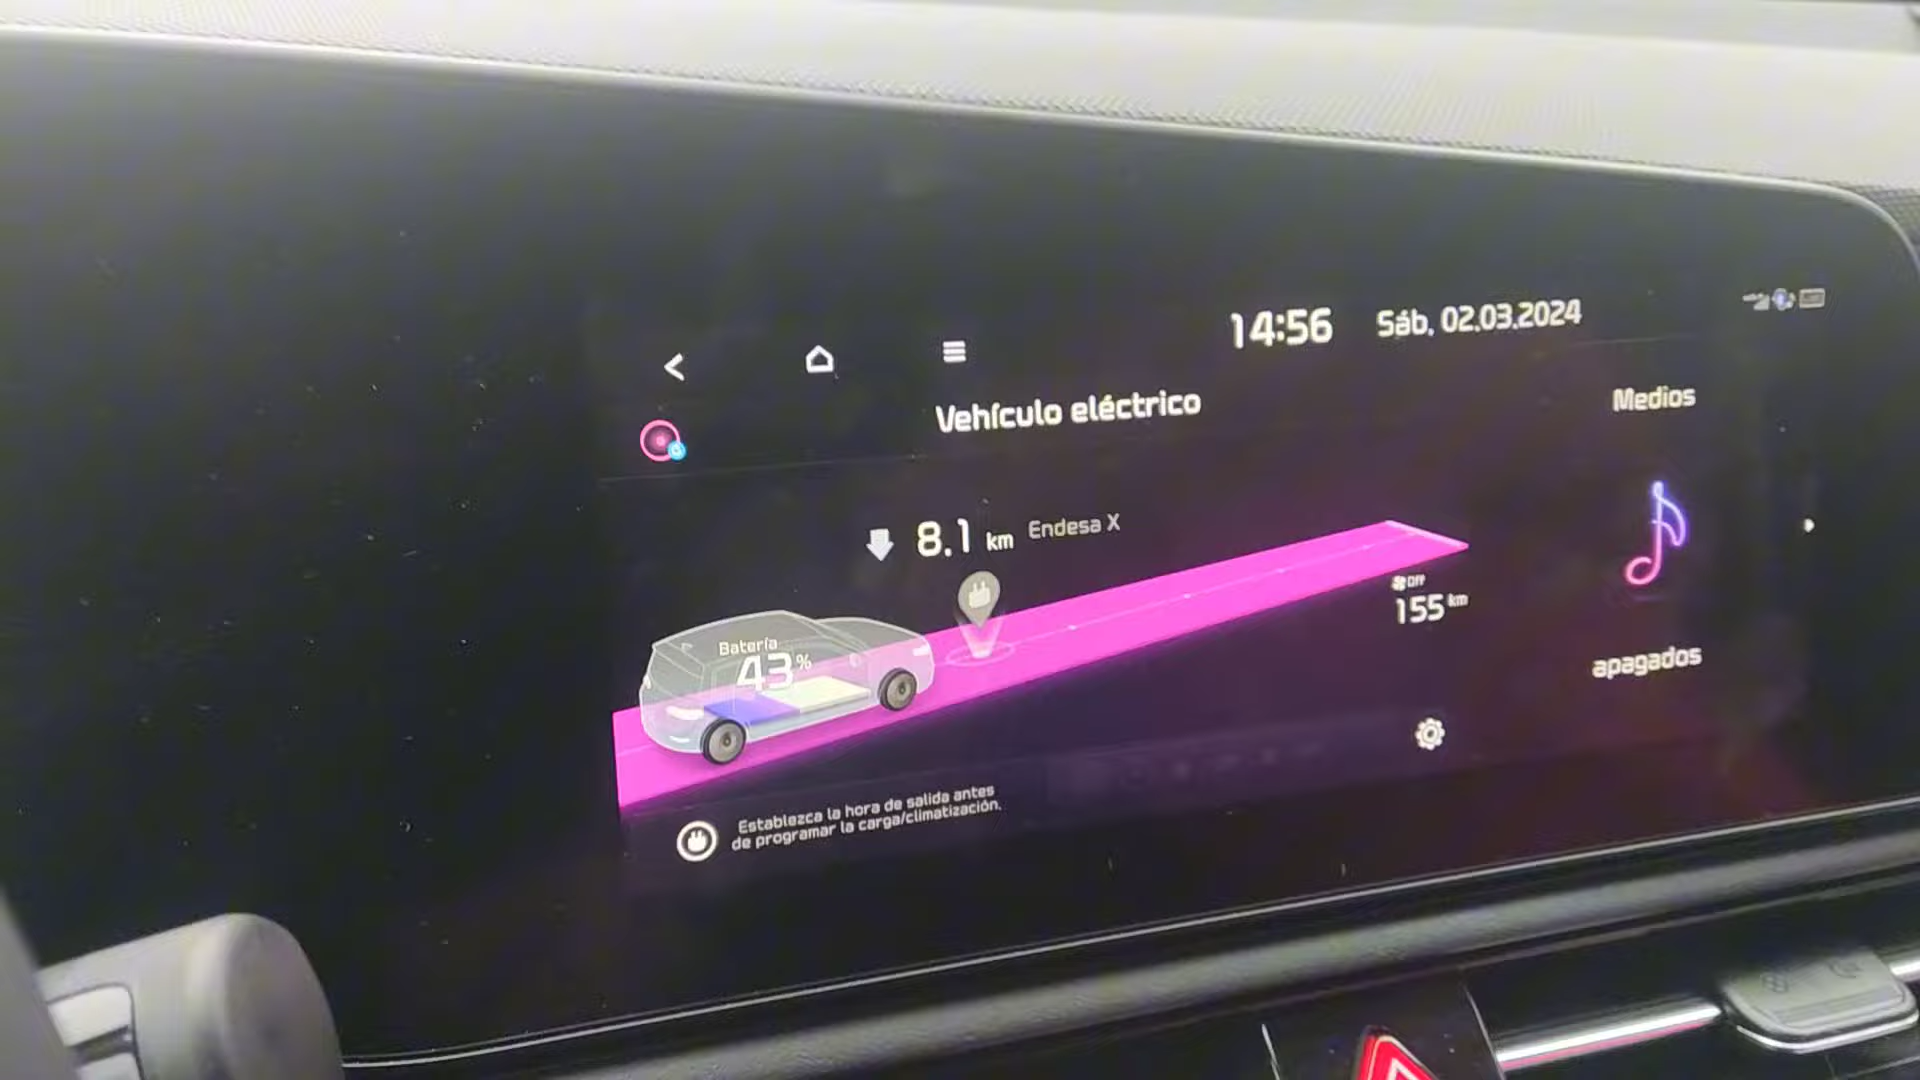 14:56
Sáb, 02.03.2024
Vehículo eléctrico
Medios
8.1 km Endesa X
Off
155 km
Batería
43%
apagados
Establezca la hora de salida antes
de programar la carga/climatización.